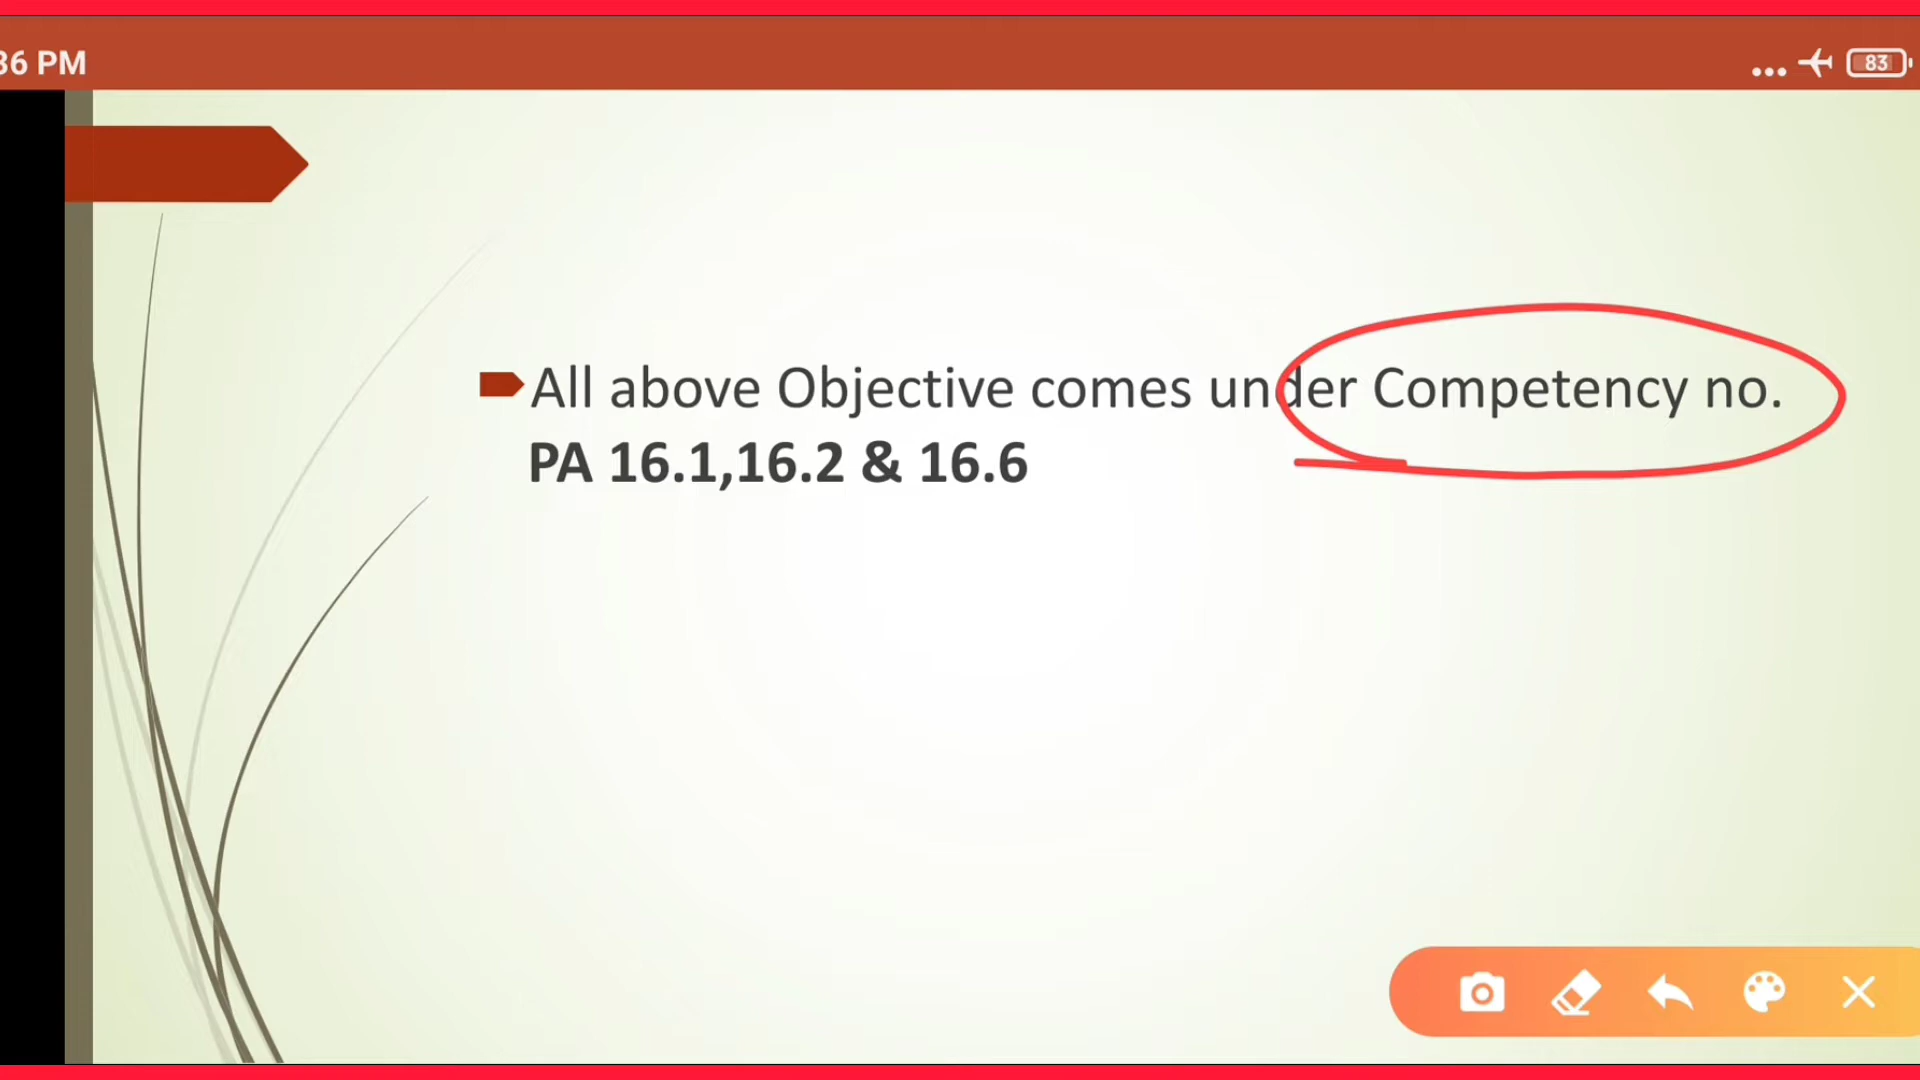 36 PM
83
All above Objective comes under Competency no.
PA 16.1,16.2 & 16.6